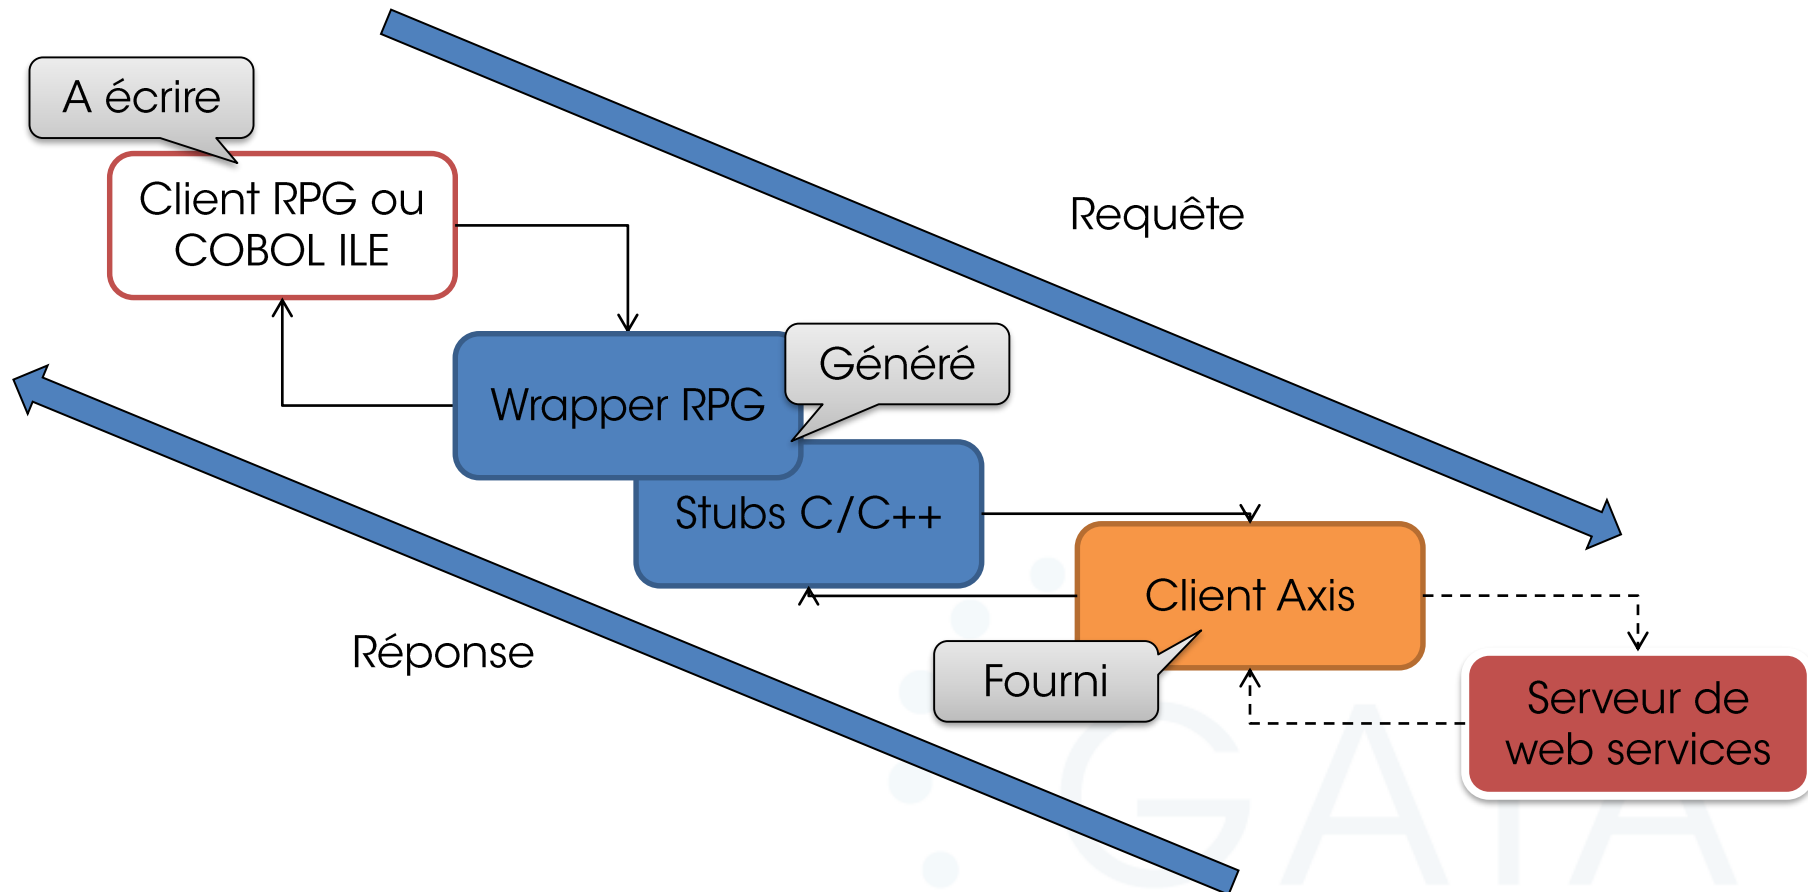 A écrire
Client RPG ou
COBOL ILE
Requête
Généré
Wrapper RPG
Stubs C/C++
Client Axis
Réponse
Fourni
Serveur de
web services
GAIA